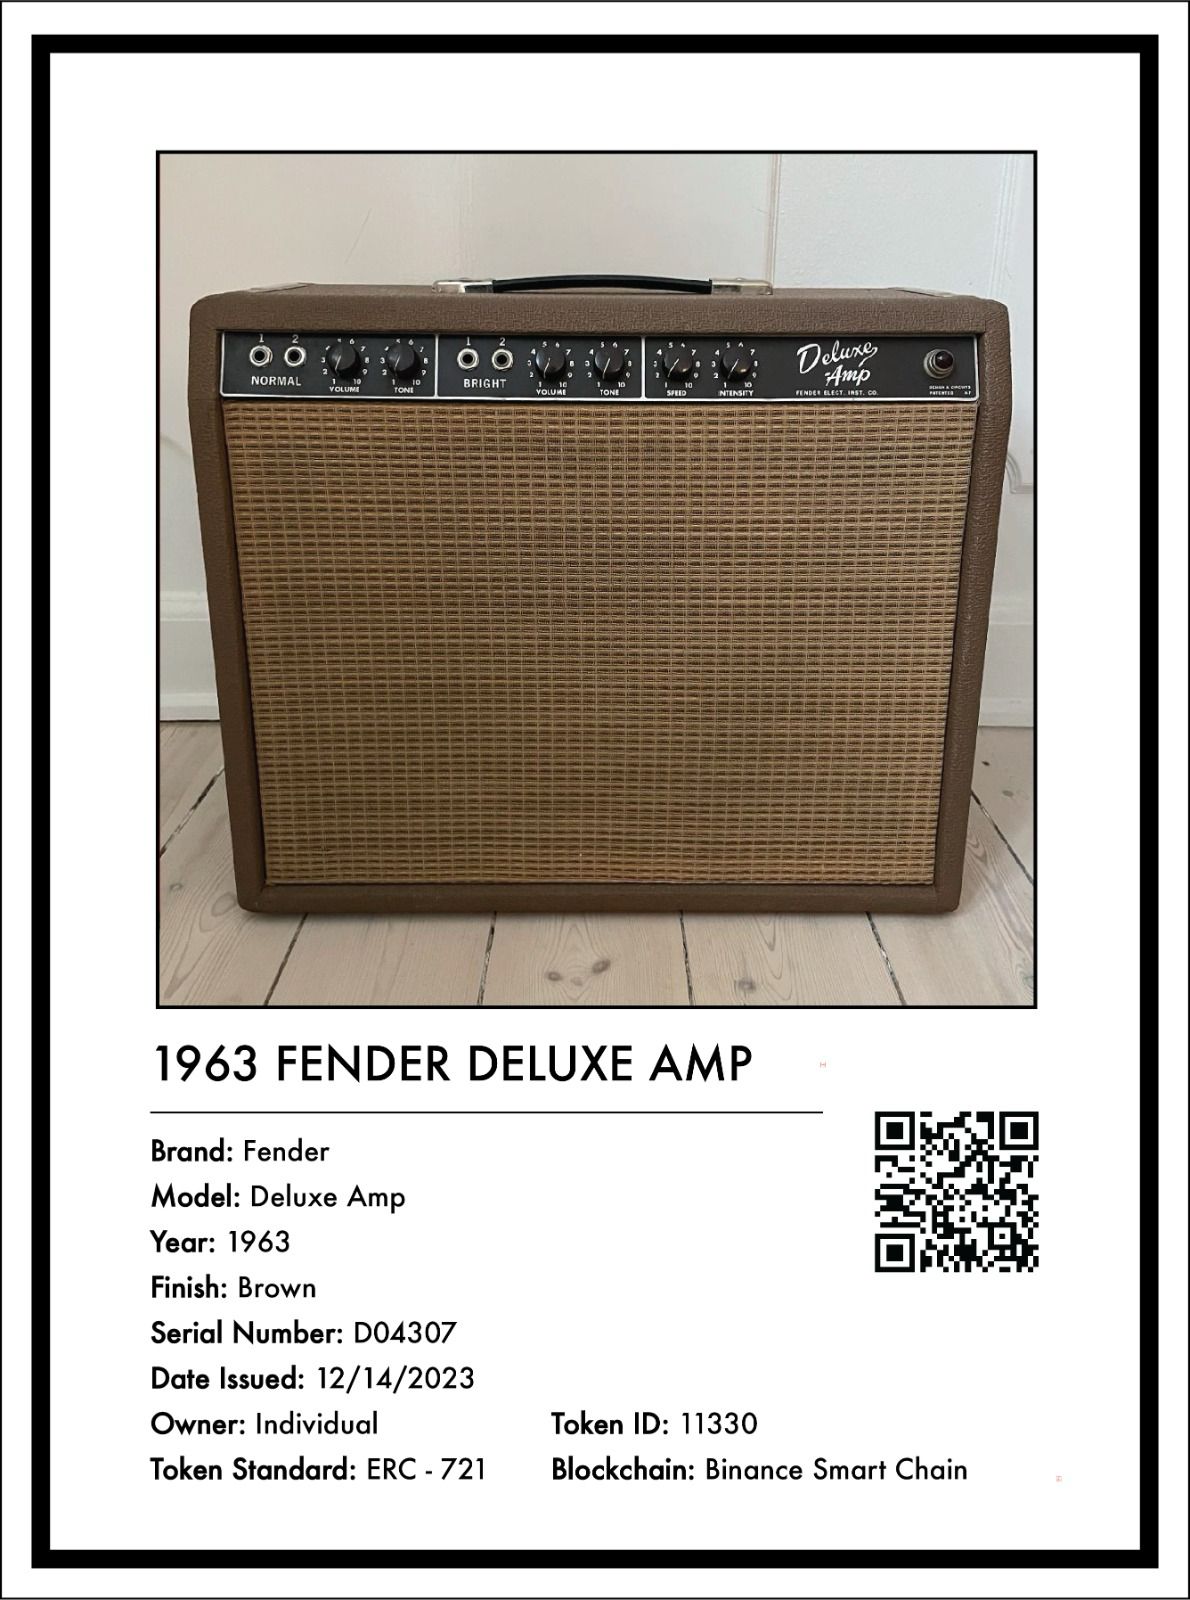 1 2 NORMAL
VOLUME TONE
1 2 BRIGHT
VOLUME TONE
SPEED INTENSITY
Deluxe
Amp
FENDER ELECT. INST. CO.
1963 FENDER DELUXE AMP
Brand: Fender
Model: Deluxe Amp
Year: 1963
Finish: Brown
Serial Number: D04307
Date Issued: 12/14/2023
Owner: Individual Token ID: 11330
Token Standard: ERC - 721 Blockchain: Binance Smart Chain